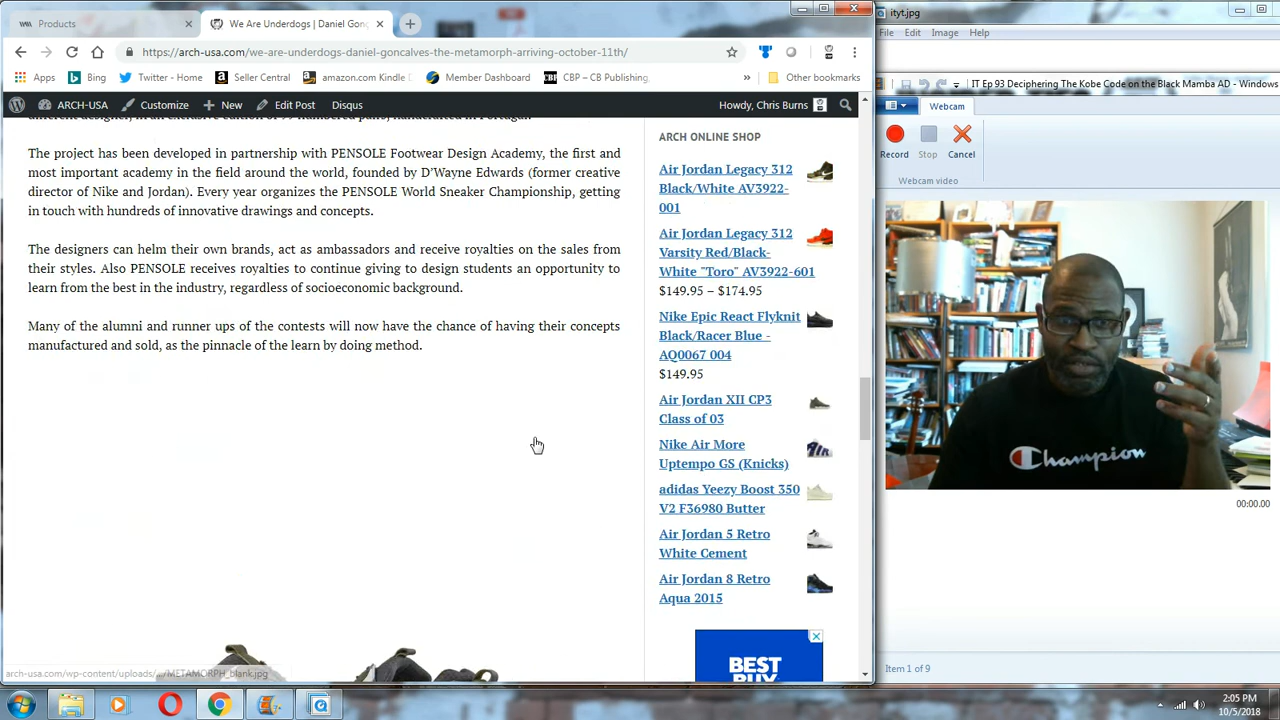 Products
We Are Underdogs | Daniel Gonç
https://arch-usa.com/we-are-underdogs-daniel-goncalves-the-metamorph-arriving-october-11th/
Apps
Bing
Twitter - Home
Seller Central
amazon.com Kindle D
Member Dashboard
CBP – CB Publishing
»
Other bookmarks
ARCH-USA
Customize
New
Edit Post
Disqus
Howdy, Chris Burns
The project has been developed in partnership with PENSOLE Footwear Design Academy, the first and
most important academy in the field around the world, founded by D'Wayne Edwards (former creative
director of Nike and Jordan). Every year organizes the PENSOLE World Sneaker Championship, getting
in touch with hundreds of innovative drawings and concepts.
The designers can helm their own brands, act as ambassadors and receive royalties on the sales from
their styles. Also PENSOLE receives royalties to continue giving to design students an opportunity to
learn from the best in the industry, regardless of socioeconomic background.
Many of the alumni and runner ups of the contests will now have the chance of having their concepts
manufactured and sold, as the pinnacle of the learn by doing method.
arch-usa.com/wp-content/uploads/.../METAMORPH_blank.jpg
ARCH ONLINE SHOP
Air Jordan Legacy 312
Black/White AV3922-
001
Air Jordan Legacy 312
Varsity Red/Black-
White "Toro" AV3922-601
$149.95 – $174.95
Nike Epic React Flyknit
Black/Racer Blue -
AQ0067 004
$149.95
Air Jordan XII CP3
Class of 03
Nike Air More
Uptempo GS (Knicks)
adidas Yeezy Boost 350
V2 F36980 Butter
Air Jordan 5 Retro
White Cement
Air Jordan 8 Retro
Aqua 2015
BEST
BUY
ityt.jpg
File Edit Image Help
IT Ep 93 Deciphering The Kobe Code on the Black Mamba AD - Windows
Webcam
Record
Stop
Cancel
Webcam video
Champion
00:00.00
Item 1 of 9
2:05 PM
10/5/2018